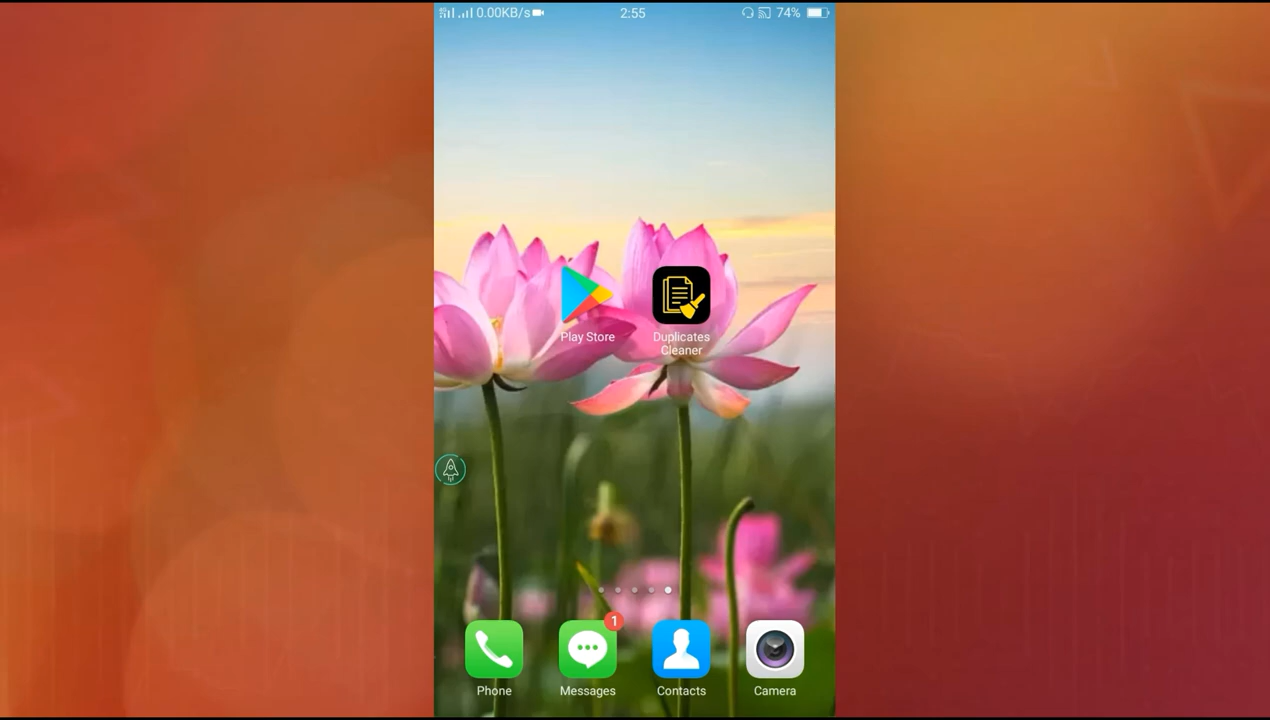 0.00KB/s 2:55 74%
Play Store
Duplicates
Cleaner
1
Phone Messages Contacts Camera